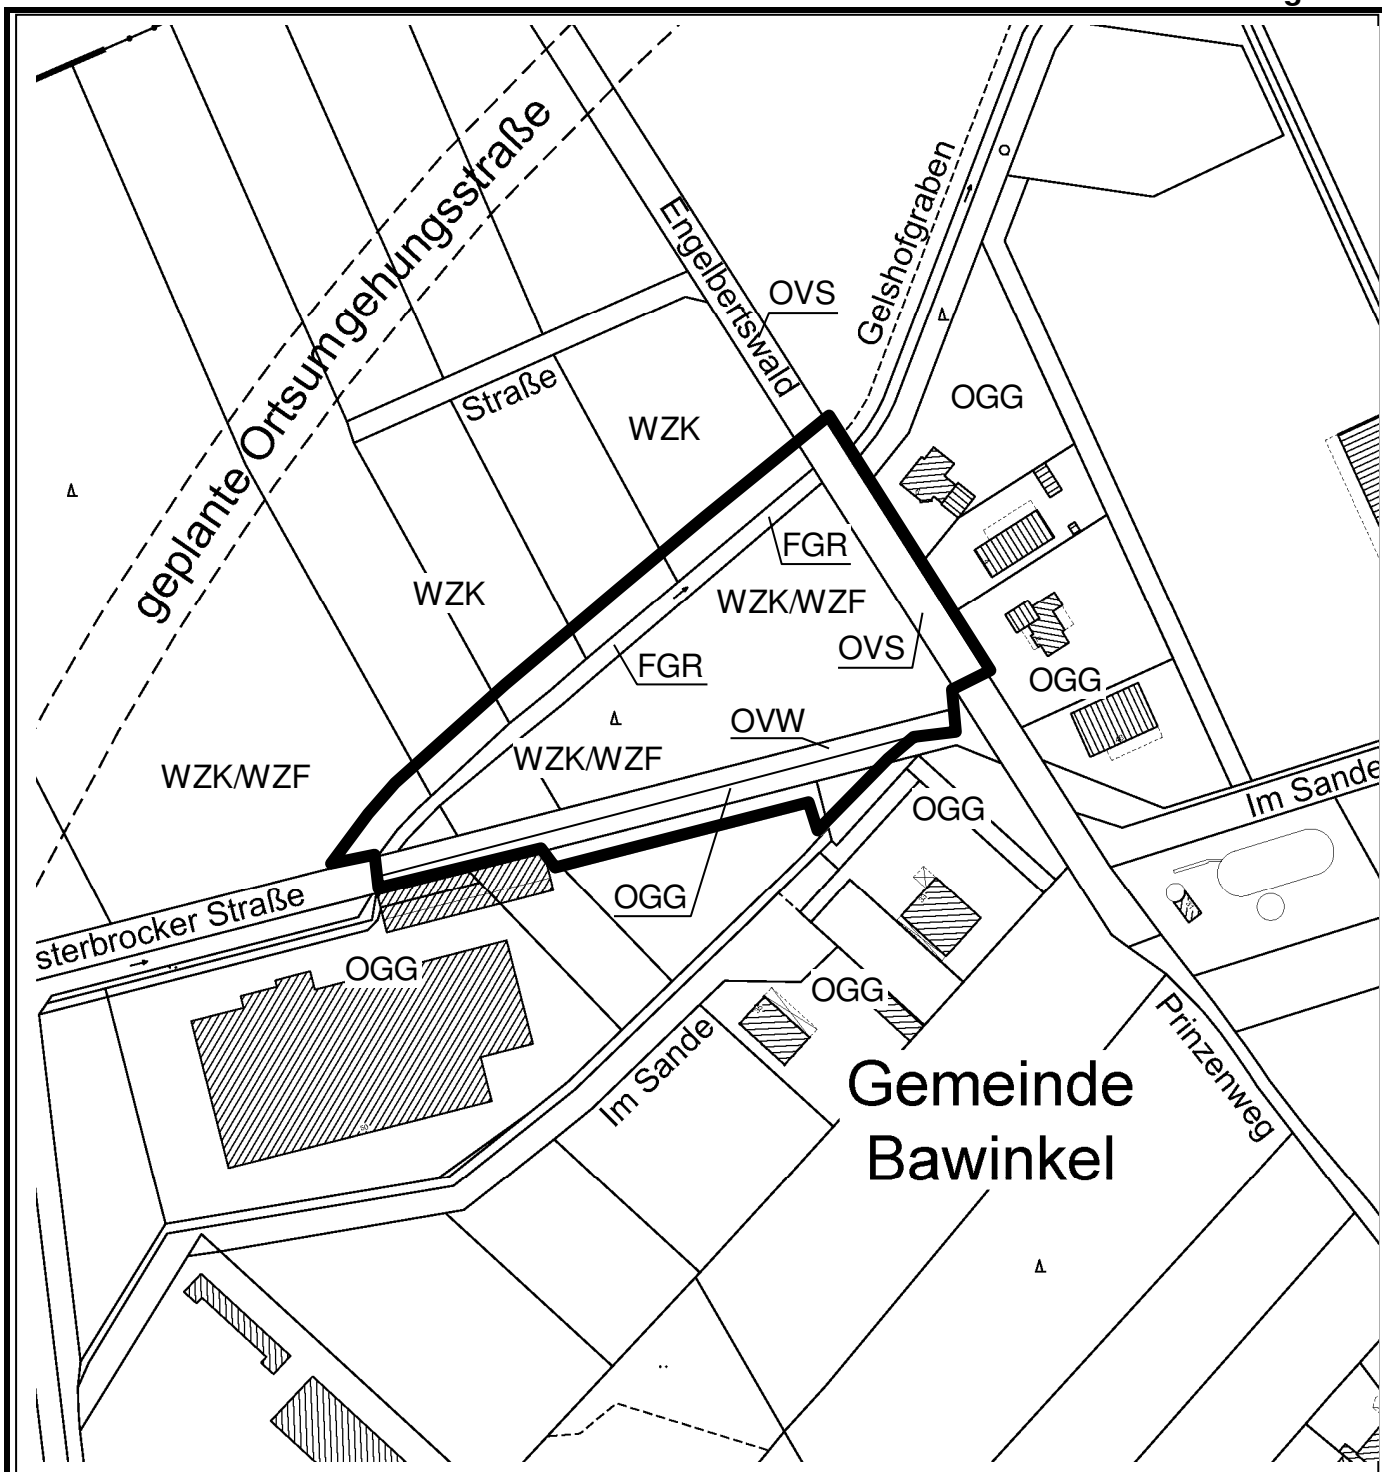 g
geplante Ortsumgehungsstraße
Engelbertswald
OVS
Gelshofgraben
Straße
WZK
OGG
FGR
WZK
WZK/WZF
OVS
FGR
OGG
OVW
WZK/WZF
WZK/WZF
Im Sande
OGG
OGG
sterbrocker Straße
OGG
OGG
Im Sande
Prinzenweg
Gemeinde
Bawinkel